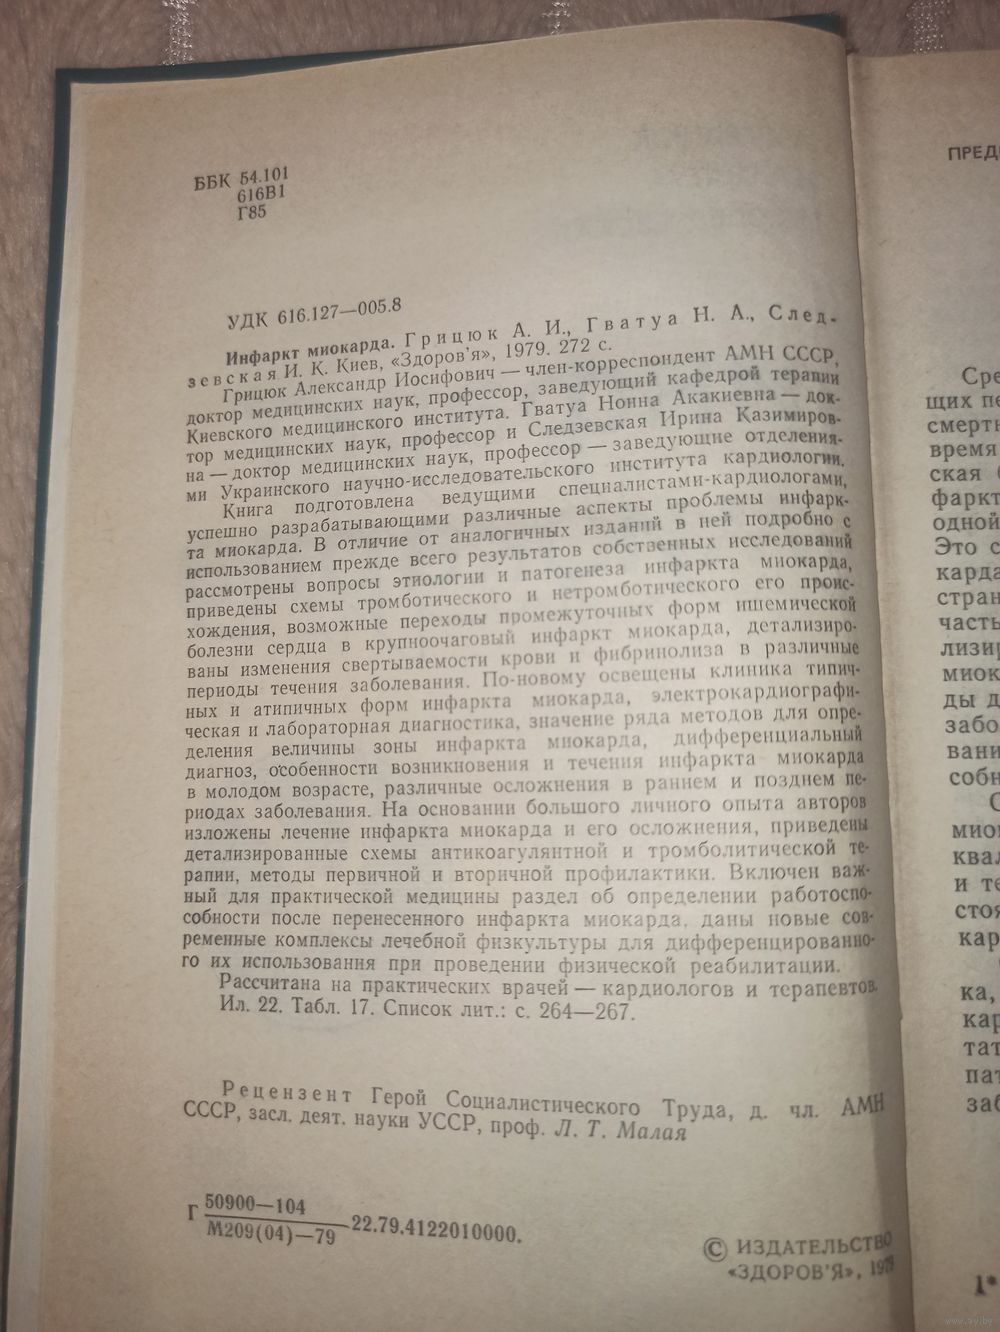 ББК 54.101
616В1
Г85
УДК 616.127—005.8
Инфаркт миокарда. Грицюк А. И., Гватуа Н. А., След-
зевская И. К. Киев, «Здоров'я», 1979. 272 с.
Грицюк Александр Иосифович — член-корреспондент АМН СССР,
доктор медицинских наук, профессор, заведующий кафедрой терапии
Киевского медицинского института. Гватуа Нонна Акакиевна — док-
тор медицинских наук, профессор и Следзевская Ирина Казимиров-
на — доктор медицинских наук, профессор — заведующие отделения-
ми Украинского научно-исследовательского института кардиологии.
Книга подготовлена ведущими специалистами-кардиологами,
успешно разрабатывающими различные аспекты проблемы инфарк-
та миокарда. В отличие от аналогичных изданий в ней подробно с
использованием прежде всего результатов собственных исследований
рассмотрены вопросы этиологии и патогенеза инфаркта миокарда,
приведены схемы тромботического и нетромботического его проис-
хождения, возможные переходы промежуточных форм ишемической
болезни сердца в крупноочаговый инфаркт миокарда, детализиро-
ваны изменения свертываемости крови и фибринолиза в различные
периоды течения заболевания. По-новому освещены клиника типич-
ных и атипичных форм инфаркта миокарда, электрокардиографи-
ческая и лабораторная диагностика, значение ряда методов для опре-
деления величины зоны инфаркта миокарда, дифференциальный
диагноз, особенности возникновения и течения инфаркта миокарда
в молодом возрасте, различные осложнения в раннем и позднем пе-
риодах заболевания. На основании большого личного опыта авторов
изложены лечение инфаркта миокарда и его осложнения, приведены
детализированные схемы антикоагулянтной и тромболитической те-
рапии, методы первичной и вторичной профилактики. Включен важ-
ный для практической медицины раздел об определении работоспо-
собности после перенесенного инфаркта миокарда, даны новые сов-
ременные комплексы лечебной физкультуры для дифференцированно-
го их использования при проведении физической реабилитации.
Рассчитана на практических врачей — кардиологов и терапевтов.
Ил. 22. Табл. 17. Список лит.: с. 264—267.
Рецензент Герой Социалистического Труда, д. чл. АМН
СССР, засл. деят. науки УССР, проф. Л. Т. Малая
Г 50900—104
М209(04)—79 22.79.4122010000.
© ИЗДАТЕЛЬСТВО
«ЗДОРОВ'Я», 1979
ПРЕД
Сре
щих пе
смертн
время
ская
фаркт
одной
Это с
карда
стран
часть
лизир
миок
ды д
забо
вани
собн
С
мио
квал
и те
стоя
кар
ка,
кар
тат
пат
заб
1*
www.ay.by